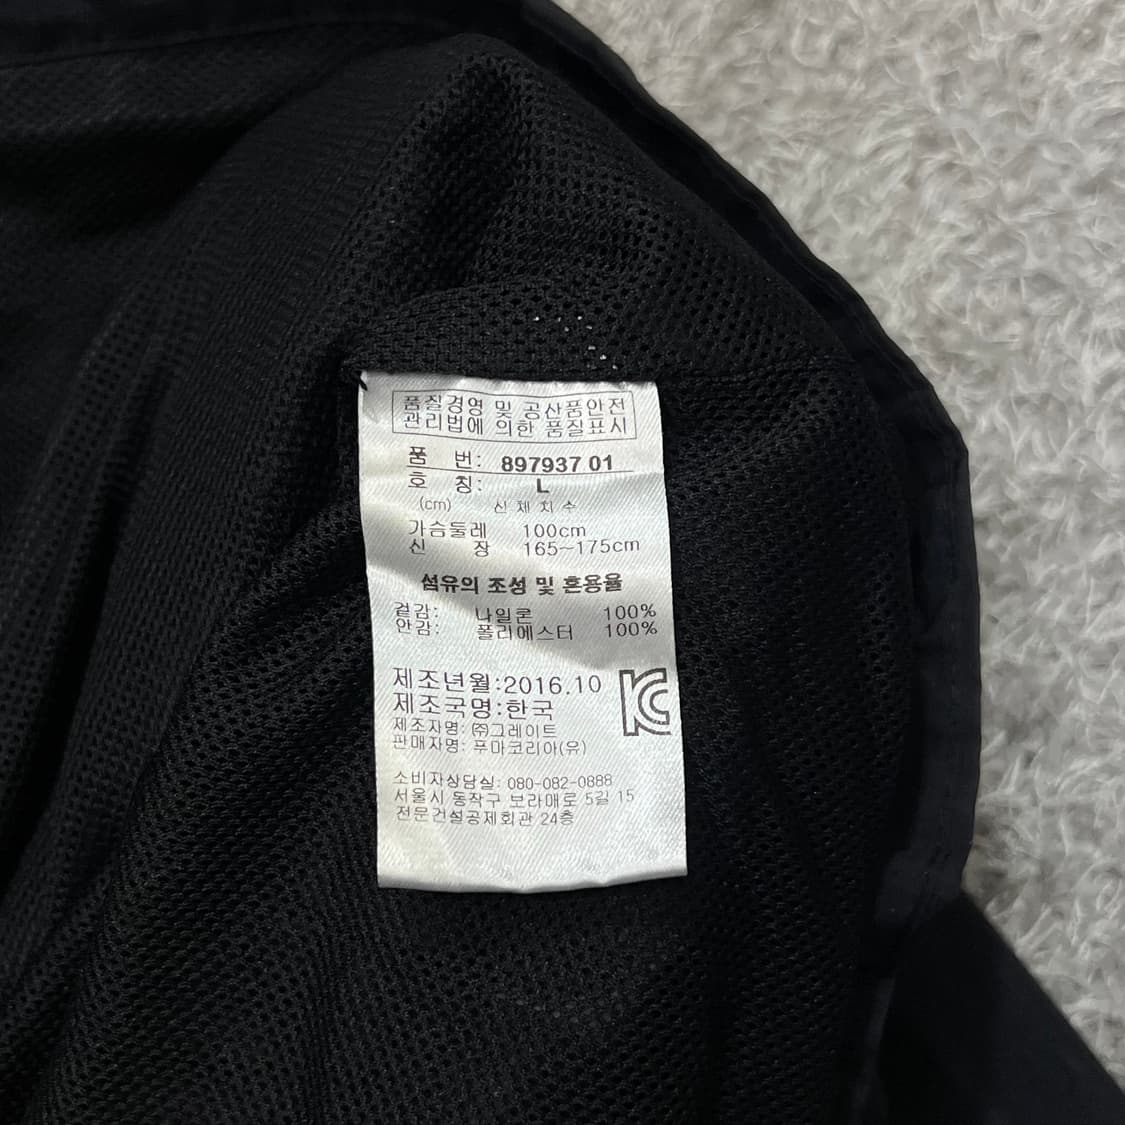 품질경영 및 공산품안전
관리법에 의한 품질표시
품 번: 897937 01
호 칭: L
(cm) 신체치수
가슴둘레 100cm
신 장 165~175cm
섬유의 조성 및 혼용율
겉감: 나일론 100%
안감: 폴리에스터 100%
제조년월:2016.10
제조국명:한국
제조자명: ㈜그레이트
판매자명: 푸마코리아(유)
소비자상담실: 080-082-0888
서울시 동작구 보라매로 5길 15
전문건설공제회관 24층
KC